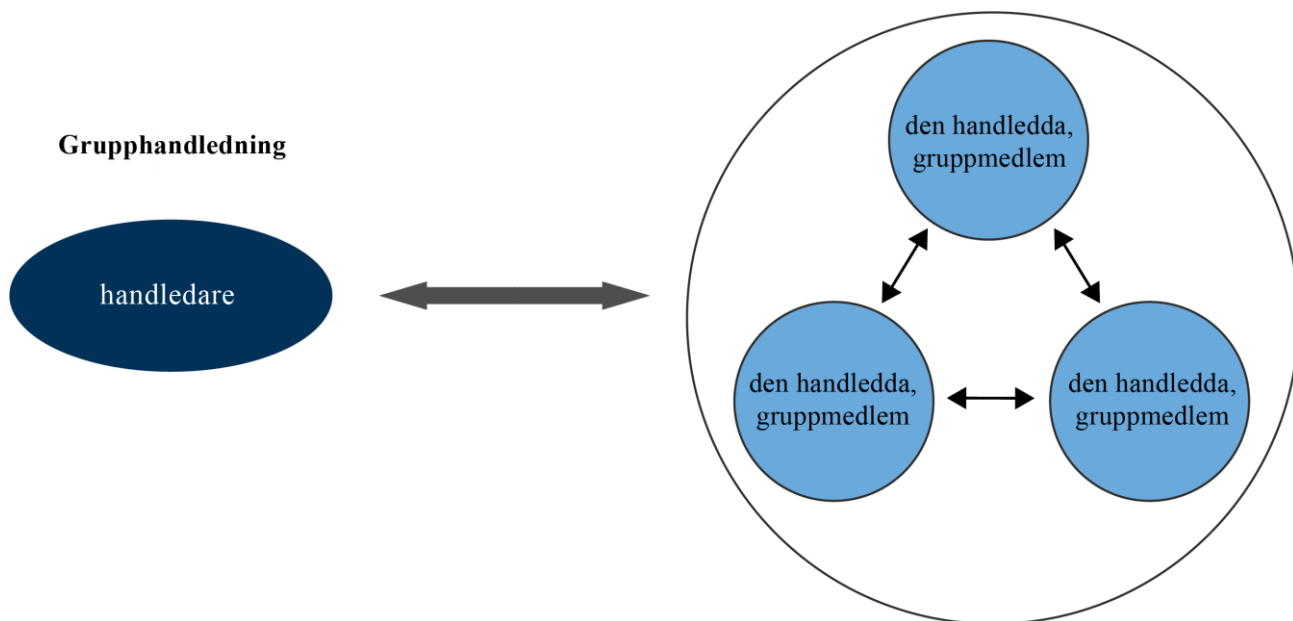 Grupphandledning
handledare
den handledda,
gruppmedlem
den handledda,
gruppmedlem
den handledda,
gruppmedlem